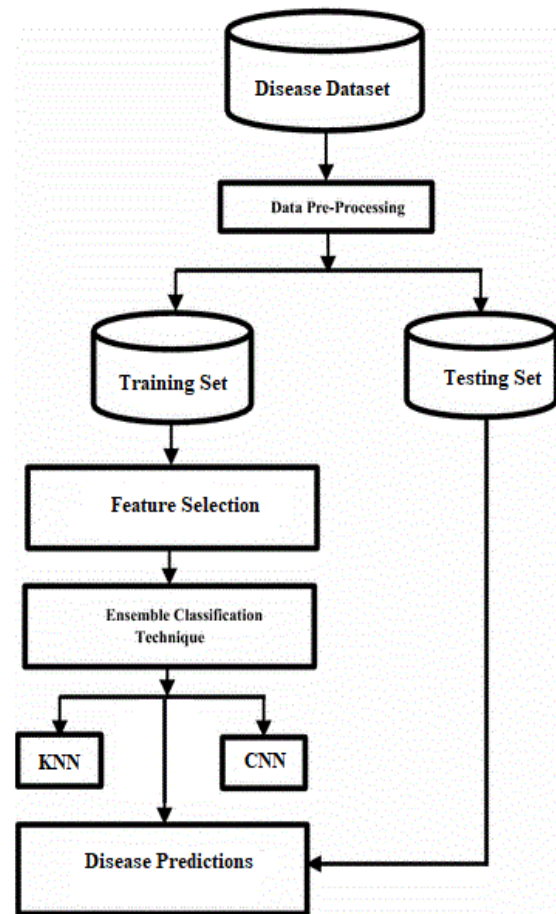 Disease Dataset
Data Pre-Processing
Training Set
Testing Set
Feature Selection
Ensemble Classification
Technique
KNN
CNN
Disease Predictions